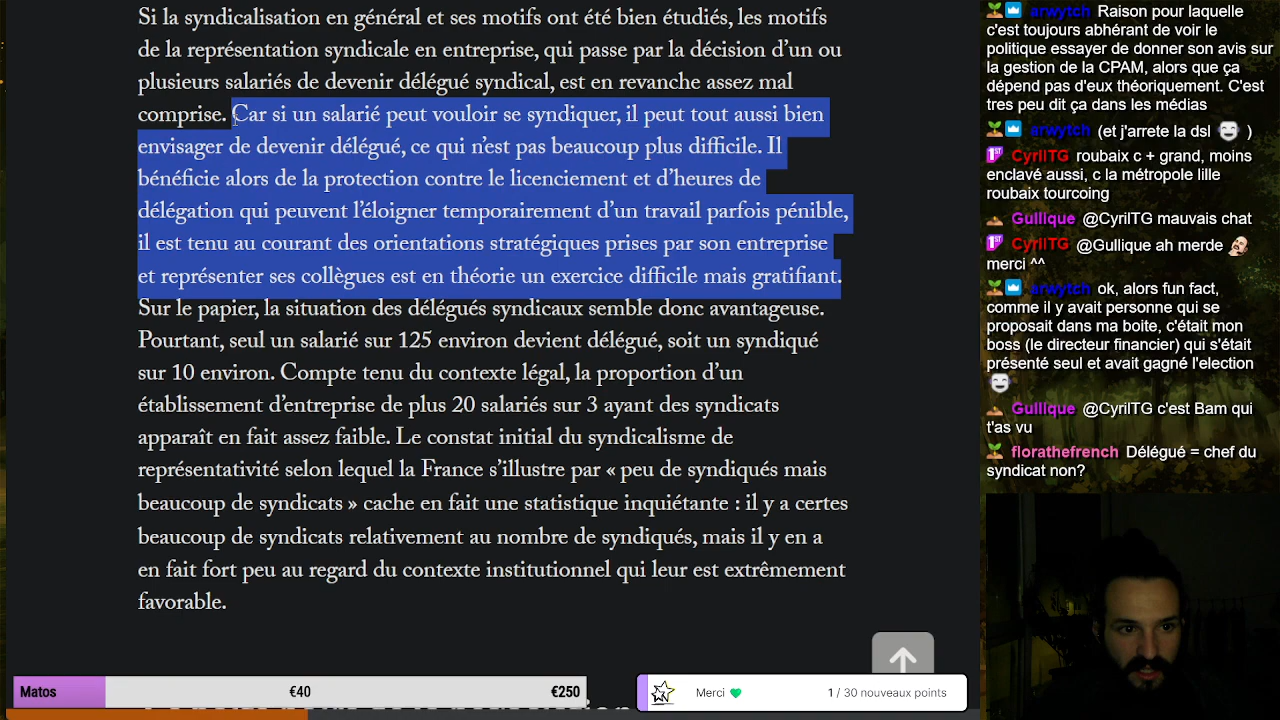 Si la syndicalisation en général et ses motifs ont été bien étudiés, les motifs
de la représentation syndicale en entreprise, qui passe par la décision d’un ou
plusieurs salariés de devenir délégué syndical, est en revanche assez mal
comprise. Car si un salarié peut vouloir se syndiquer, il peut tout aussi bien
envisager de devenir délégué, ce qui n’est pas beaucoup plus difficile. Il
bénéficie alors de la protection contre le licenciement et d’heures de
délégation qui peuvent l’éloigner temporairement d’un travail parfois pénible,
il est tenu au courant des orientations stratégiques prises par son entreprise
et représenter ses collègues est en théorie un exercice difficile mais gratifiant.
Sur le papier, la situation des délégués syndicaux semble donc avantageuse.
Pourtant, seul un salarié sur 125 environ devient délégué, soit un syndiqué
sur 10 environ. Compte tenu du contexte légal, la proportion d’un
établissement d’entreprise de plus 20 salariés sur 3 ayant des syndicats
apparaît en fait assez faible. Le constat initial du syndicalisme de
représentativité selon lequel la France s’illustre par « peu de syndiqués mais
beaucoup de syndicats » cache en fait une statistique inquiétante : il y a certes
beaucoup de syndicats relativement au nombre de syndiqués, mais il y en a
en fait fort peu au regard du contexte institutionnel qui leur est extrêmement
favorable.
Matos €40 €250
Merci 1 / 30 nouveaux points
arwytch Raison pour laquelle
c'est toujours abhérant de voir le
politique essayer de donner son avis sur
la gestion de la CPAM, alors que ça
dépend pas d'eux théoriquement. C'est
tres peu dit ça dans les médias
arwytch (et j'arrete la dsl )
1ST CyrilTG roubaix c + grand, moins
enclavé aussi, c la métropole lille
roubaix tourcoing
Gullique @CyrilTG mauvais chat
1ST CyrilTG @Gullique ah merde
merci ^^
arwytch ok, alors fun fact,
comme il y avait personne qui se
proposait dans ma boite, c'était mon
boss (le directeur financier) qui s'était
présenté seul et avait gagné l'election
Gullique @CyrilTG c'est Bam qui
t'as vu
florathefrench Délégué = chef du
syndicat non?